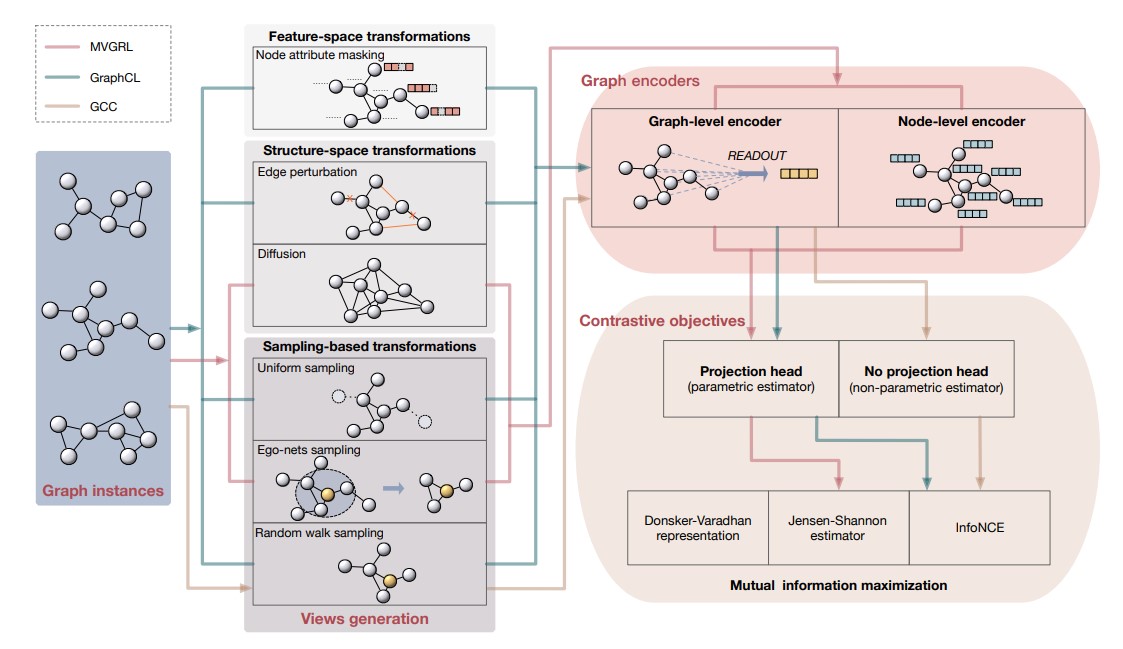 MVGRL
GraphCL
GCC
Graph instances
Feature-space transformations
Node attribute masking
Structure-space transformations
Edge perturbation
Diffusion
Sampling-based transformations
Uniform sampling
Ego-nets sampling
Random walk sampling
Views generation
Graph encoders
Graph-level encoder
READOUT
Node-level encoder
Contrastive objectives
Projection head
(parametric estimator)
No projection head
(non-parametric estimator)
Donsker-Varadhan
representation
Jensen-Shannon
estimator
InfoNCE
Mutual information maximization